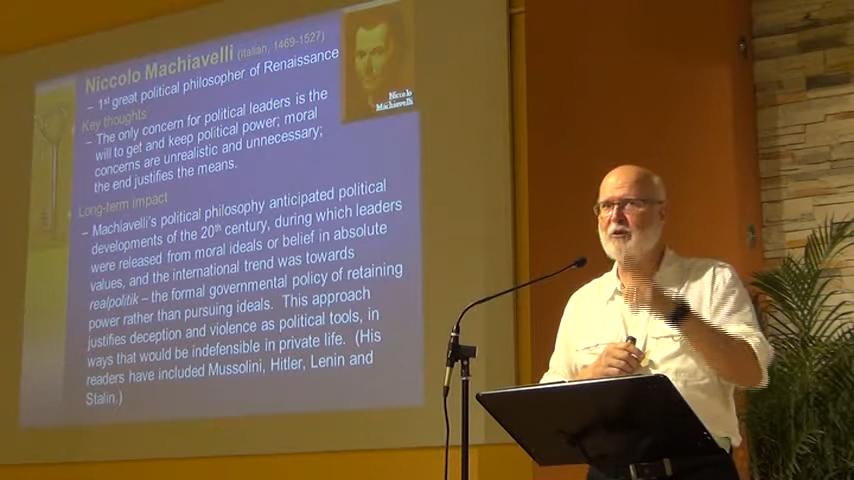 Niccolo Machiavelli (Italian, 1469-1527)
– 1st great political philosopher of Renaissance
Key thoughts
– The only concern for political leaders is the
will to get and keep political power; moral
concerns are unrealistic and unnecessary;
the end justifies the means.
Long-term impact
– Machiavelli's political philosophy anticipated political
developments of the 20th century, during which leaders
were released from moral ideals or belief in absolute
values, and the international trend was towards
realpolitik – the formal governmental policy of retaining
power rather than pursuing ideals. This approach
justifies deception and violence as political tools, in
ways that would be indefensible in private life. (His
readers have included Mussolini, Hitler, Lenin and
Stalin.)
Niccolo
Machiavelli